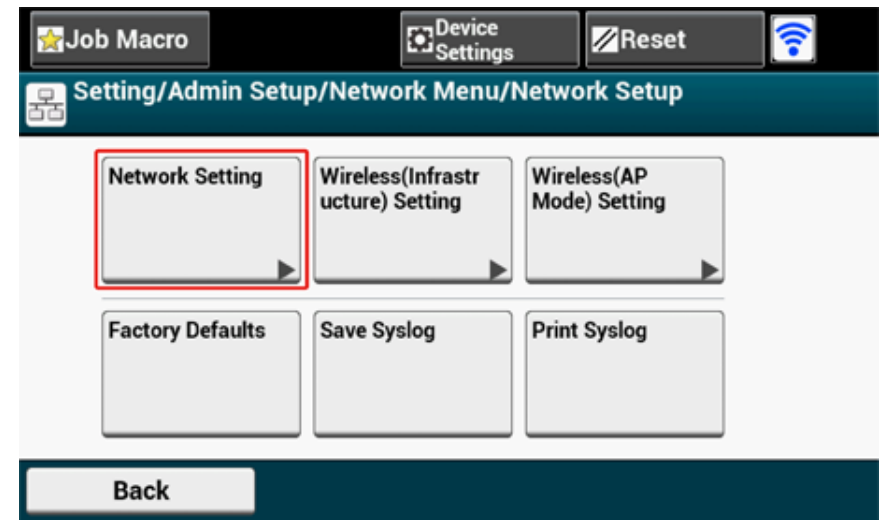 Job Macro
Device
Settings
Reset
Setting/Admin Setup/Network Menu/Network Setup
Network Setting
Wireless(Infrastr
ucture) Setting
Wireless(AP
Mode) Setting
Factory Defaults
Save Syslog
Print Syslog
Back